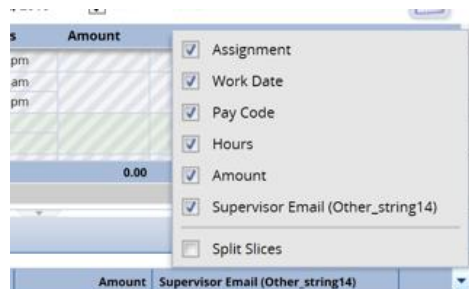 s Amount
pm
am
pm
0.00
Assignment
Work Date
Pay Code
Hours
Amount
Supervisor Email (Other_string14)
Split Slices
Amount Supervisor Email (Other_string14)